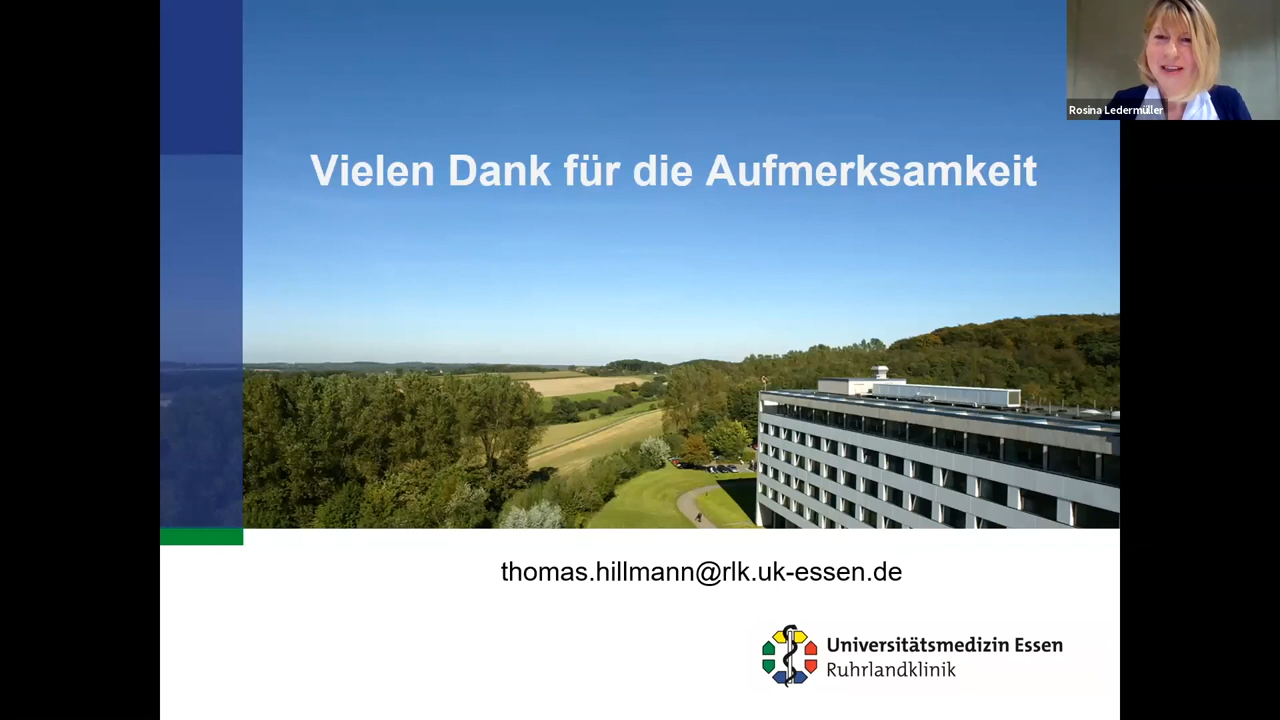 Rosina Ledermüller
Vielen Dank für die Aufmerksamkeit
thomas.hillmann@rlk.uk-essen.de
Universitätsmedizin Essen
Ruhrlandklinik